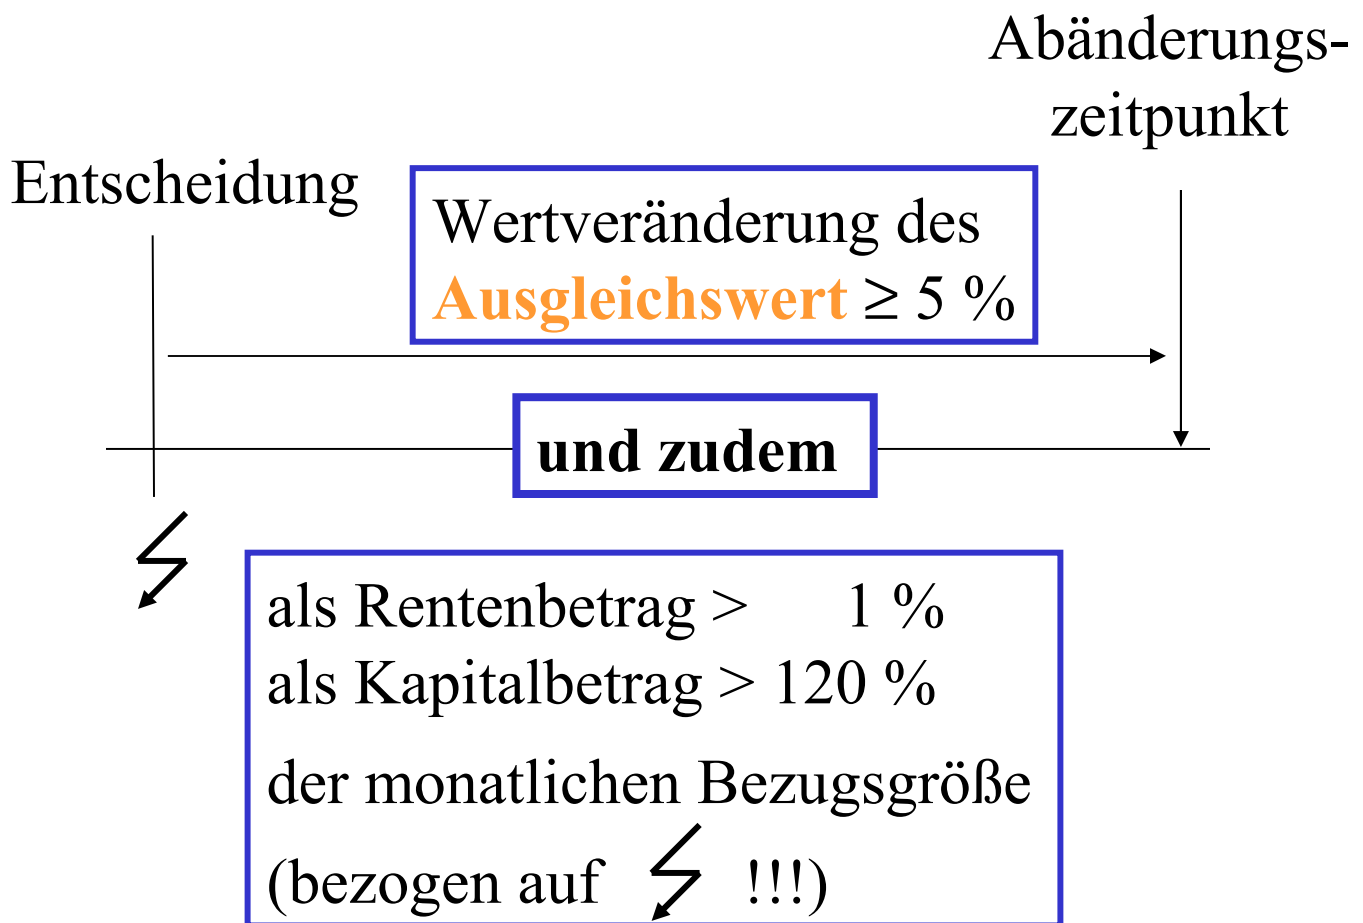 Abänderungs-
zeitpunkt
Entscheidung
Wertveränderung des
Ausgleichswert ≥ 5 %
und zudem
als Rentenbetrag > 1 %
als Kapitalbetrag > 120 %
der monatlichen Bezugsgröße
(bezogen auf !!!)